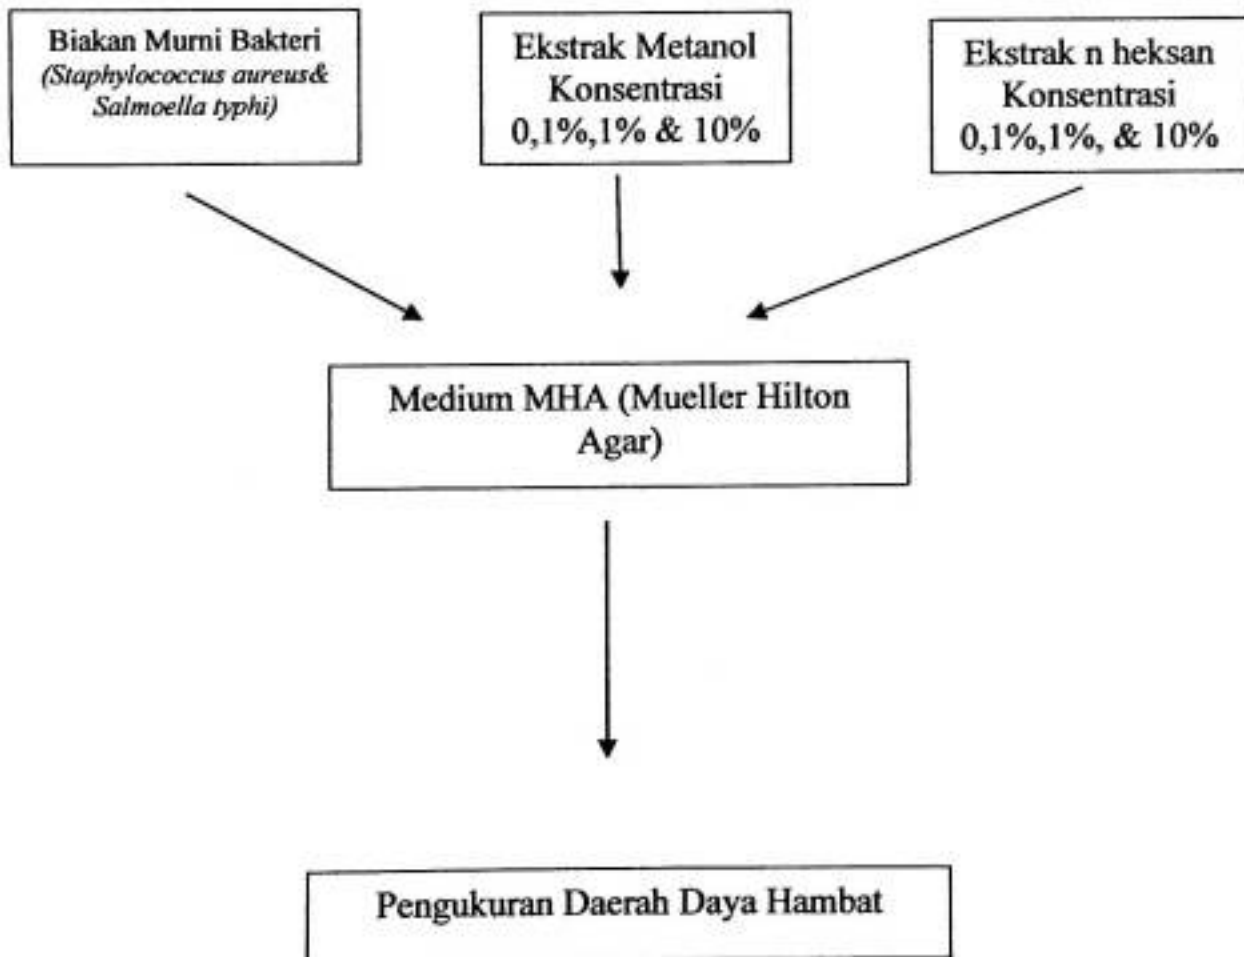 Biakan Murni Bakteri
(Staphylococcus aureus&
Salmoella typhi)
Ekstrak Metanol
Konsentrasi
0,1%,1% & 10%
Ekstrak n heksan
Konsentrasi
0,1%,1%, & 10%
Medium MHA (Mueller Hilton
Agar)
Pengukuran Daerah Daya Hambat